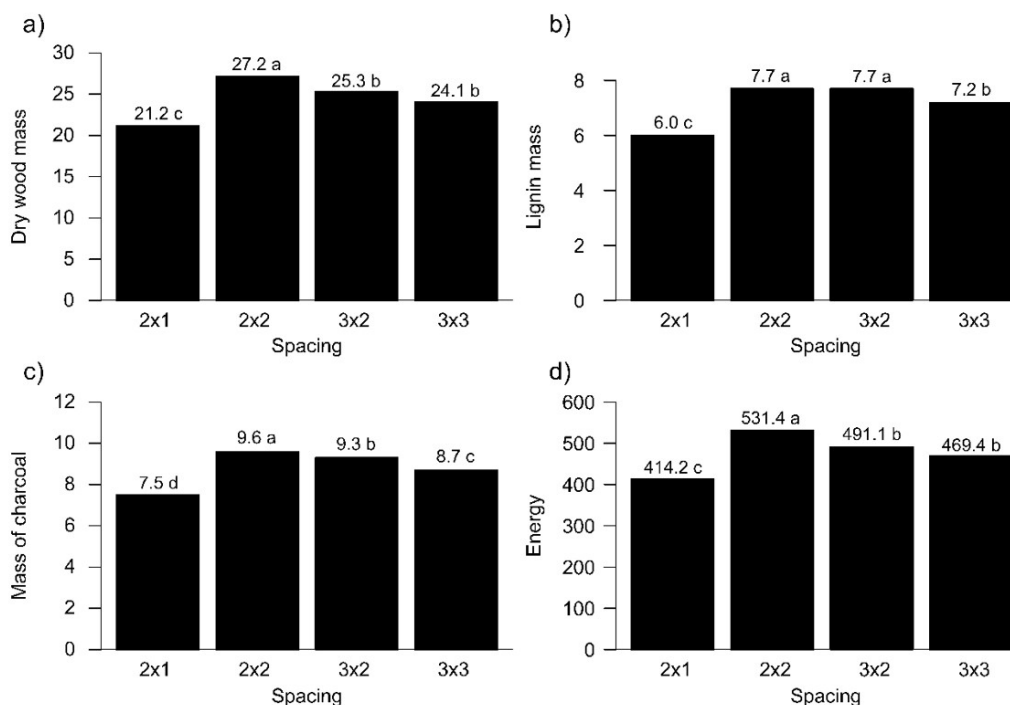 a)
Dry wood mass
30
25
20
15
10
5
0
21.2 c
27.2 a
25.3 b
24.1 b
2x1 2x2 3x2 3x3
Spacing
b)
Lignin mass
8
6
4
2
0
6.0 c
7.7 a
7.7 a
7.2 b
2x1 2x2 3x2 3x3
Spacing
c)
Mass of charcoal
12
10
8
6
4
2
0
7.5 d
9.6 a
9.3 b
8.7 c
2x1 2x2 3x2 3x3
Spacing
d)
Energy
600
500
400
300
200
100
0
414.2 c
531.4 a
491.1 b
469.4 b
2x1 2x2 3x2 3x3
Spacing